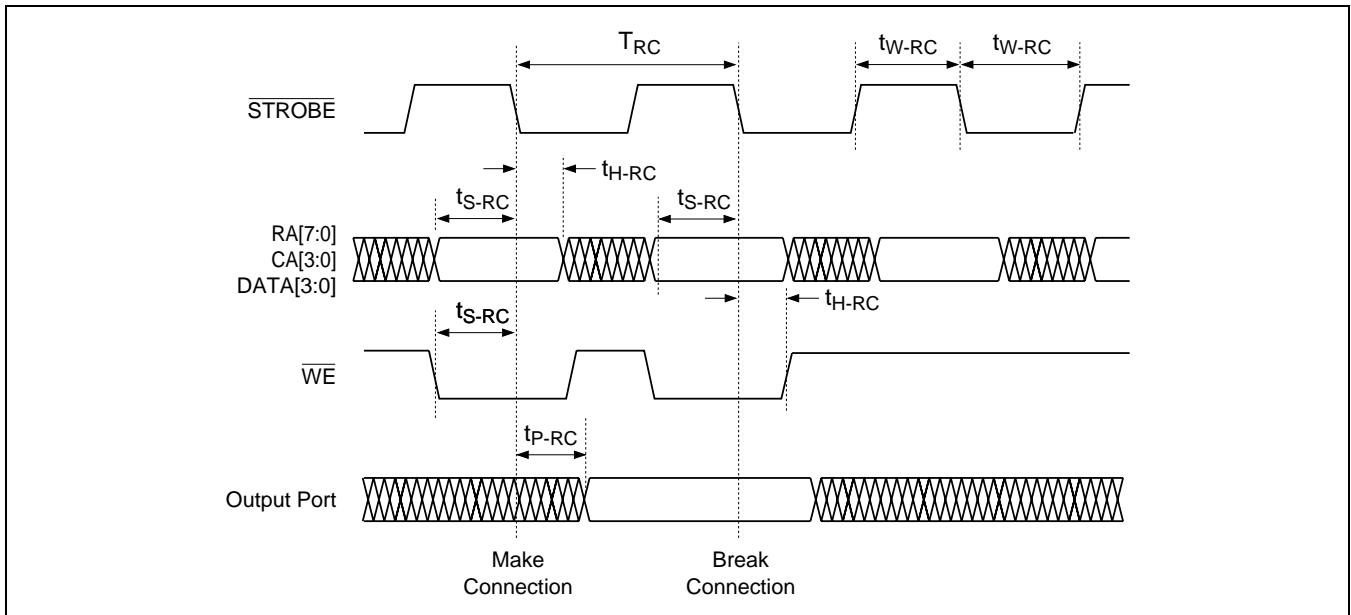 T_RC
t_W-RC t_W-RC
STROBE
t_H-RC
t_S-RC t_S-RC
RA[7:0]
CA[3:0]
DATA[3:0]
t_H-RC
t_S-RC
WE
t_P-RC
Output Port
Make
Connection
Break
Connection